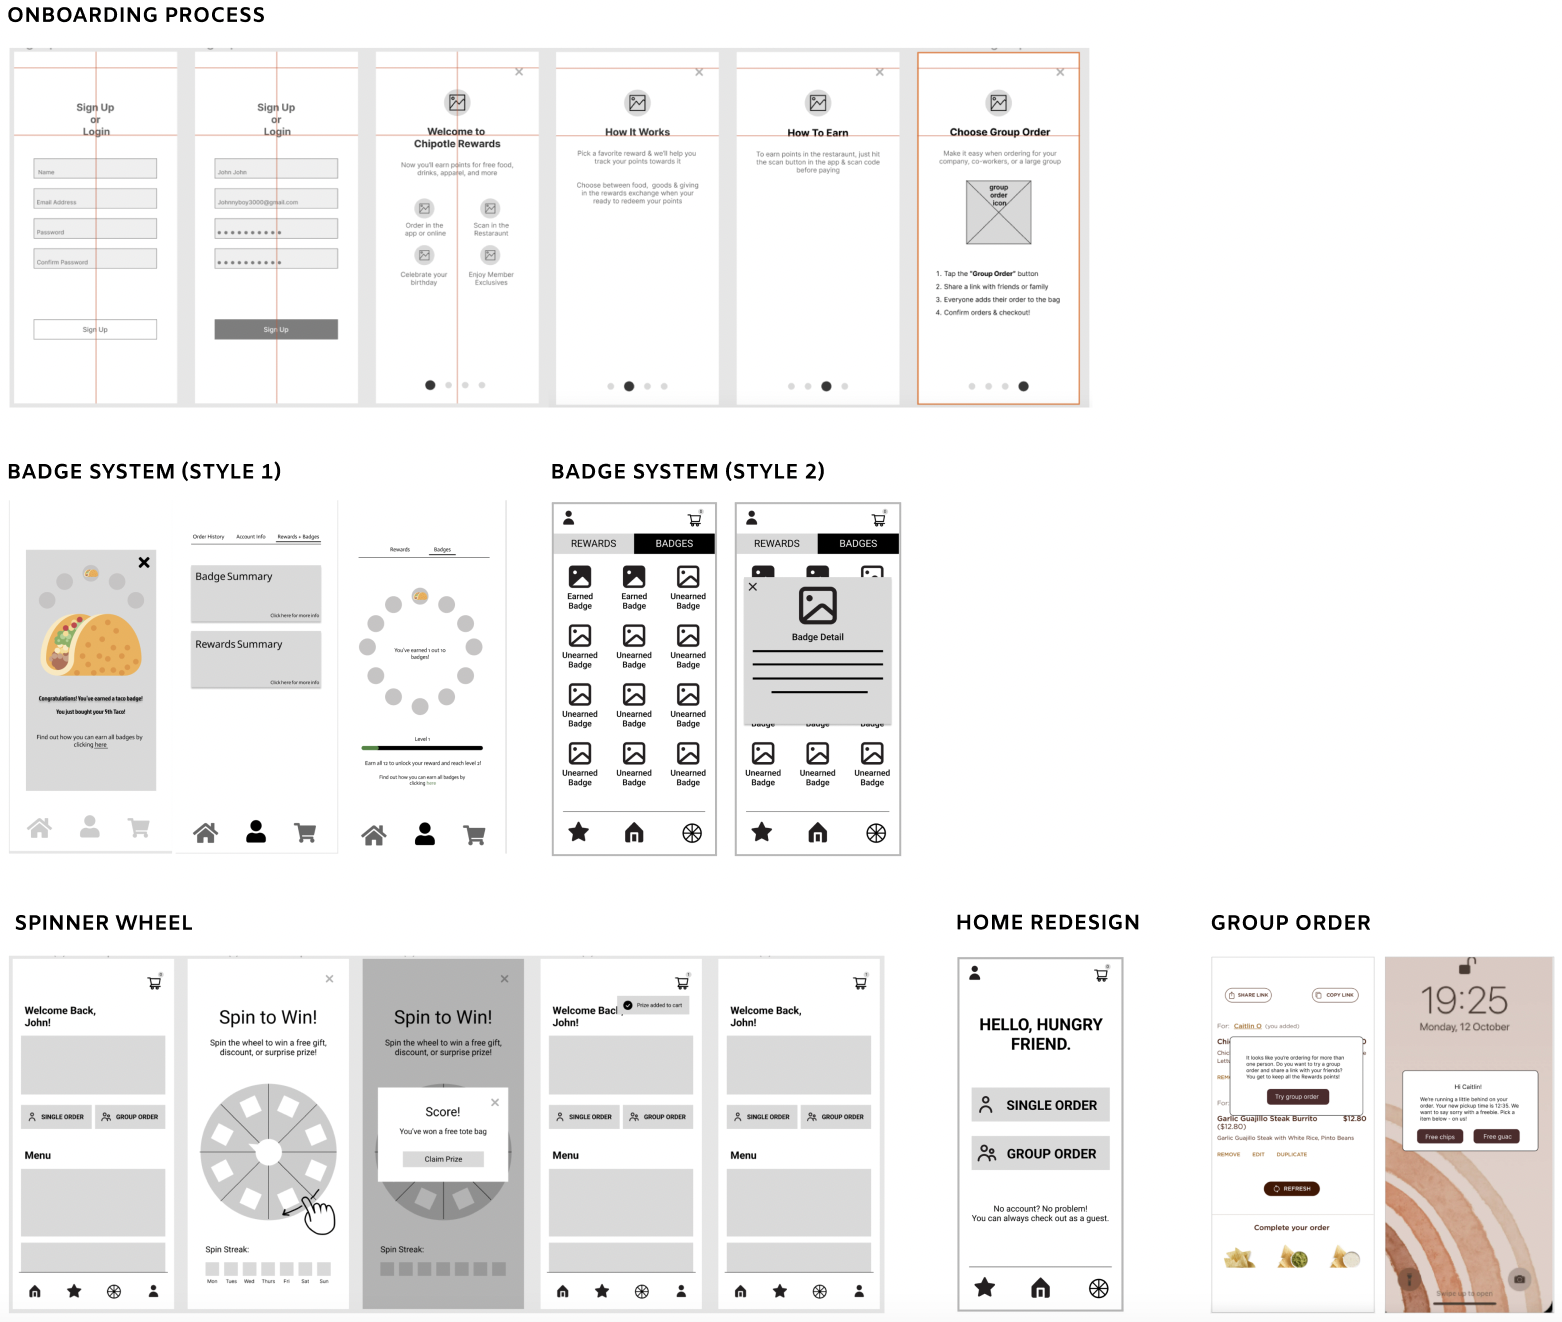 ONBOARDING PROCESS
Sign Up
or
Login
Name
Email Address
Password
Confirm Password
Sign Up
Sign Up
or
Login
John John
Johnnyboy3000@gmail.com
Sign Up
Welcome to
Chipotle Rewards
Now you'll earn points for free food,
drinks, apparel, and more
Order in the
app or online
Scan in the
Restaraunt
Celebrate your
birthday
Enjoy Member
Exclusives
How It Works
Pick a favorite reward & we'll help you
track your points towards it
Choose between food, goods & giving
in the rewards exchange when your
ready to redeem your points
How To Earn
To earn points in the restaraunt, just hit
the scan button in the app & scan code
before paying
Choose Group Order
Make it easy when ordering for your
company, co-workers, or a large group
group
order
icon
1. Tap the "Group Order" button
2. Share a link with friends or family
3. Everyone adds their order to the bag
4. Confirm orders & checkout!
BADGE SYSTEM (STYLE 1)
Congratulations! You've earned a taco badge!
You just bought your 5th Taco!
Find out how you can earn all badges by
clicking here
Order History
Account Info
Rewards + Badges
Badge Summary
Click here for more info
Rewards Summary
Click here for more info
Rewards
Badges
You've earned 1 out 10
badges!
Level 1
Earn all 12 to unlock your reward and reach level 2!
Find out how you can earn all badges by
clicking here
BADGE SYSTEM (STYLE 2)
REWARDS
BADGES
Earned
Badge
Earned
Badge
Unearned
Badge
Unearned
Badge
Unearned
Badge
Unearned
Badge
Unearned
Badge
Unearned
Badge
Unearned
Badge
Unearned
Badge
Unearned
Badge
Unearned
Badge
REWARDS
BADGES
Badge Detail
Badge
Badge
Badge
Unearned
Badge
Unearned
Badge
Unearned
Badge
SPINNER WHEEL
Welcome Back,
John!
SINGLE ORDER
GROUP ORDER
Menu
Spin to Win!
Spin the wheel to win a free gift,
discount, or surprise prize!
Spin Streak:
Mon Tues Wed Thurs Fri Sat Sun
Spin to Win!
Spin the wheel to win a free gift,
discount, or surprise prize!
Score!
You've won a free tote bag
Claim Prize
Spin Streak:
Prize added to cart
Welcome Bac
John!
SINGLE ORDER
GROUP ORDER
Menu
Welcome Back,
John!
SINGLE ORDER
GROUP ORDER
Menu
HOME REDESIGN
HELLO, HUNGRY
FRIEND.
SINGLE ORDER
GROUP ORDER
No account? No problem!
You can always check out as a guest.
GROUP ORDER
SHARE LINK
COPY LINK
For: Caitlin O (you added)
It looks like you're ordering for more than
one person. Do you want to try a group
order and share a link with your friends?
You get to keep all the Rewards points!
Try group order
For:
Garlic Guajillo Steak Burrito $12.80
($12.80)
Garlic Guajillo Steak with White Rice, Pinto Beans
REMOVE EDIT DUPLICATE
REFRESH
Complete your order
19:25
Monday, 12 October
Hi Caitlin!
We're running a little behind on your
order. Your new pickup time is 12:35. We
want to say sorry with a freebie. Pick a
item below - on us!
Free chips
Free guac
Swipe up to open